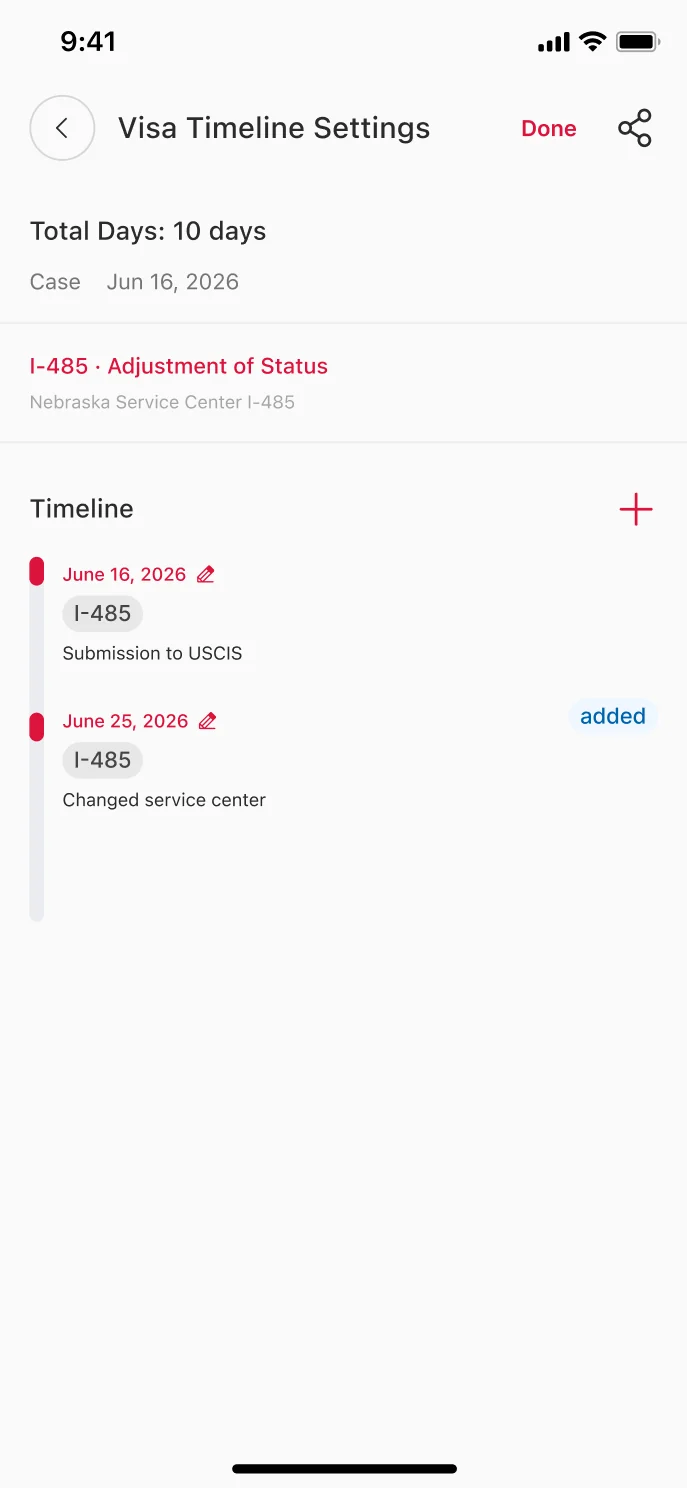 9:41
Visa Timeline Settings Done
Total Days: 10 days
Case Jun 16, 2026
I-485 · Adjustment of Status
Nebraska Service Center I-485
Timeline
June 16, 2026
I-485
Submission to USCIS
June 25, 2026 added
I-485
Changed service center